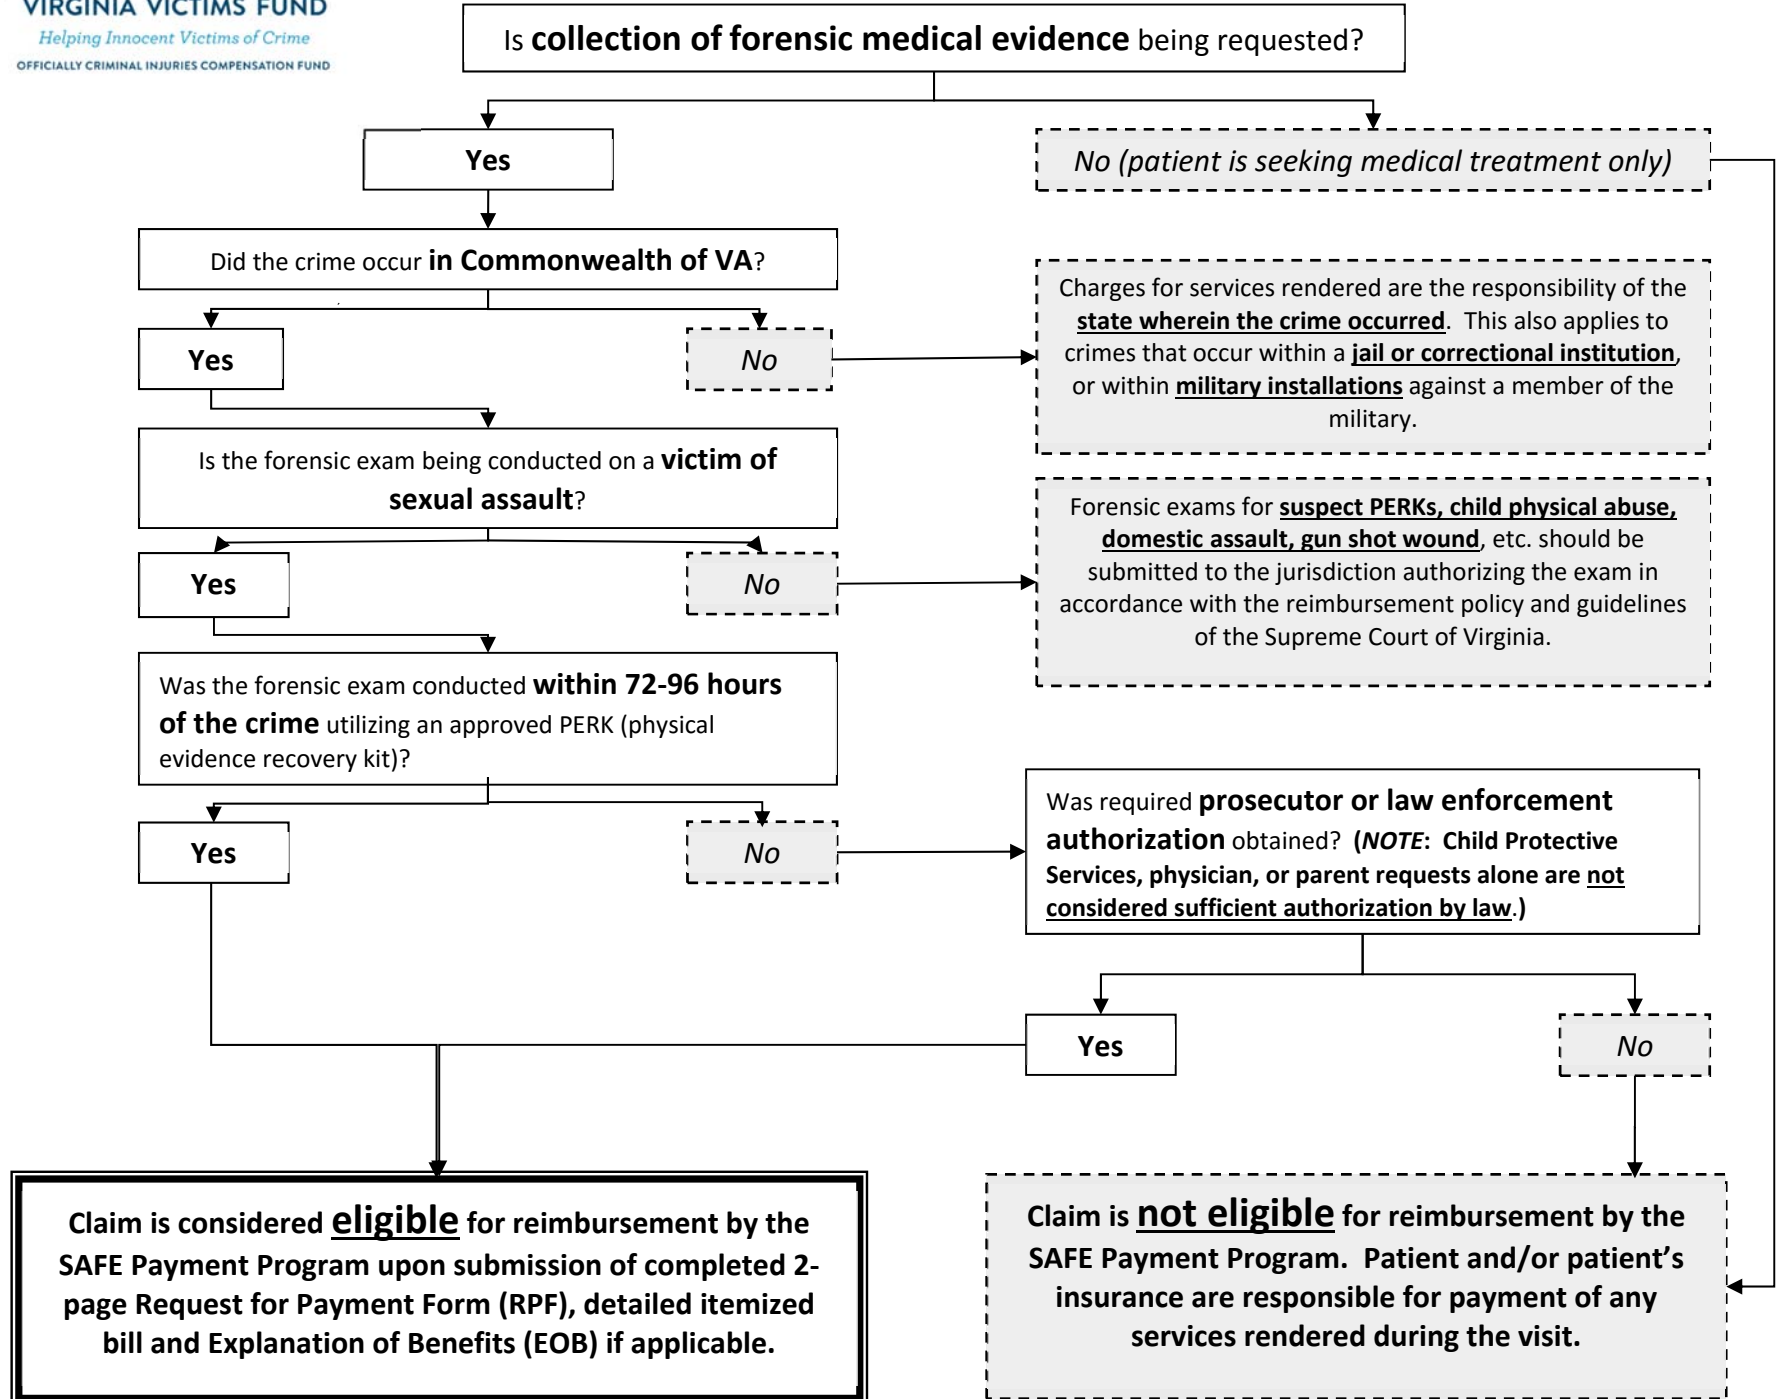 VIRGINIA VICTIMS FUND
Helping Innocent Victims of Crime
OFFICIALLY CRIMINAL INJURIES COMPENSATION FUND
Is collection of forensic medical evidence being requested?
Yes
No (patient is seeking medical treatment only)
Did the crime occur in Commonwealth of VA?
Yes
No
Charges for services rendered are the responsibility of the
state wherein the crime occurred. This also applies to
crimes that occur within a jail or correctional institution,
or within military installations against a member of the
military.
Is the forensic exam being conducted on a victim of
sexual assault?
Yes
No
Forensic exams for suspect PERKs, child physical abuse,
domestic assault, gun shot wound, etc. should be
submitted to the jurisdiction authorizing the exam in
accordance with the reimbursement policy and guidelines
of the Supreme Court of Virginia.
Was the forensic exam conducted within 72-96 hours
of the crime utilizing an approved PERK (physical
evidence recovery kit)?
Yes
No
Was required prosecutor or law enforcement
authorization obtained? (NOTE: Child Protective
Services, physician, or parent requests alone are not
considered sufficient authorization by law.)
Yes
No
Claim is considered eligible for reimbursement by the
SAFE Payment Program upon submission of completed 2-
page Request for Payment Form (RPF), detailed itemized
bill and Explanation of Benefits (EOB) if applicable.
Claim is not eligible for reimbursement by the
SAFE Payment Program. Patient and/or patient's
insurance are responsible for payment of any
services rendered during the visit.